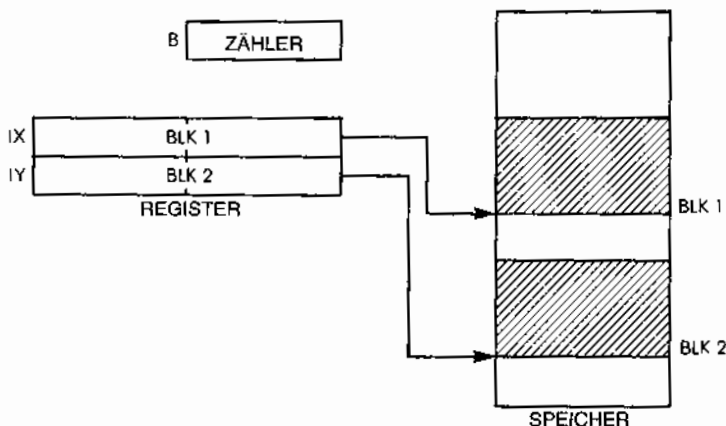 B ZÄHLER
IX BLK 1
IY BLK 2
REGISTER
BLK 1
BLK 2
SPEICHER